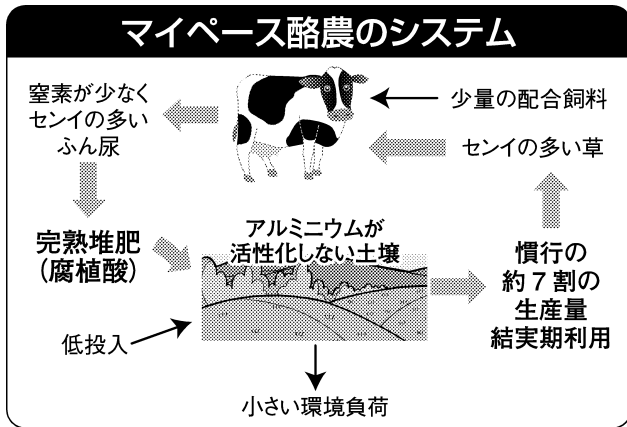 マイペース酪農のシステム
窒素が少なく
センイの多い
ふん尿
少量の配合飼料
センイの多い草
完熟堆肥
(腐植酸)
アルミニウムが
活性化しない土壌
慣行の
約7割の
生産量
結実期利用
低投入
小さい環境負荷